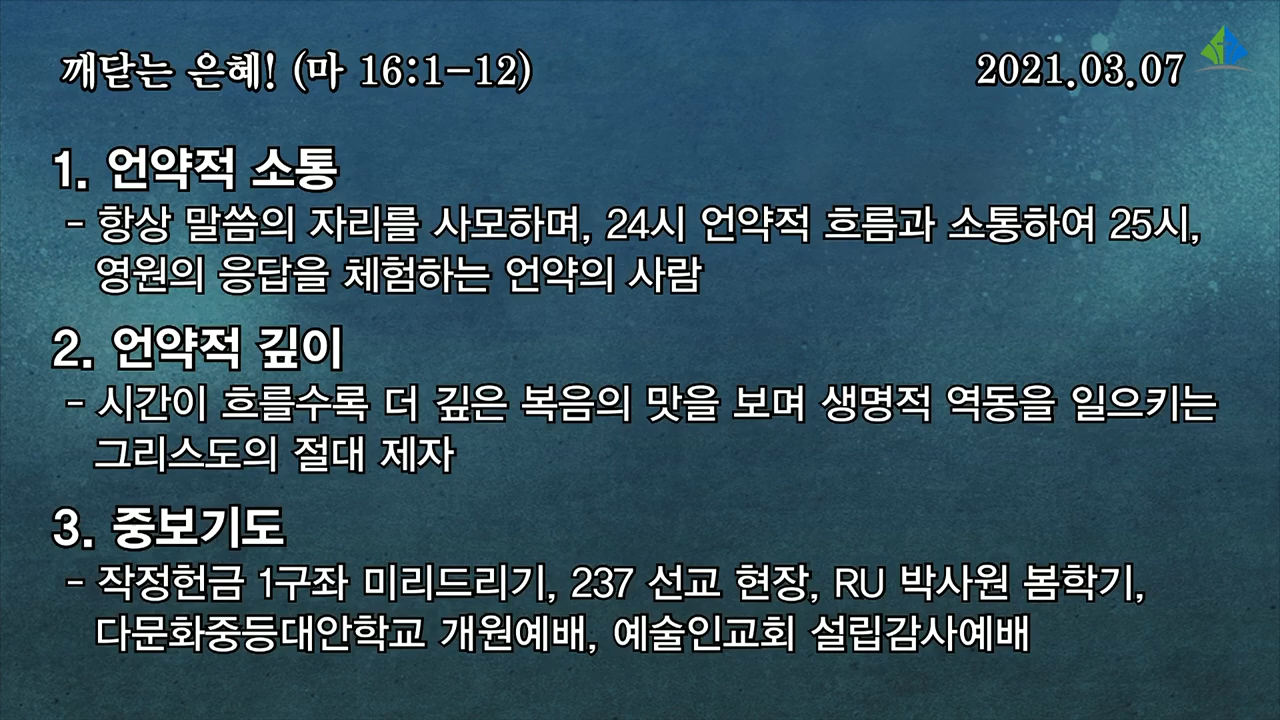 깨닫는 은혜! (마 16:1-12) 2021.03.07
1. 언약적 소통
- 항상 말씀의 자리를 사모하며, 24시 언약적 흐름과 소통하여 25시,
영원의 응답을 체험하는 언약의 사람
2. 언약적 깊이
- 시간이 흐를수록 더 깊은 복음의 맛을 보며 생명적 역동을 일으키는
그리스도의 절대 제자
3. 중보기도
- 작정헌금 1구좌 미리드리기, 237 선교 현장, RU 박사원 봄학기,
다문화중등대안학교 개원예배, 예술인교회 설립감사예배